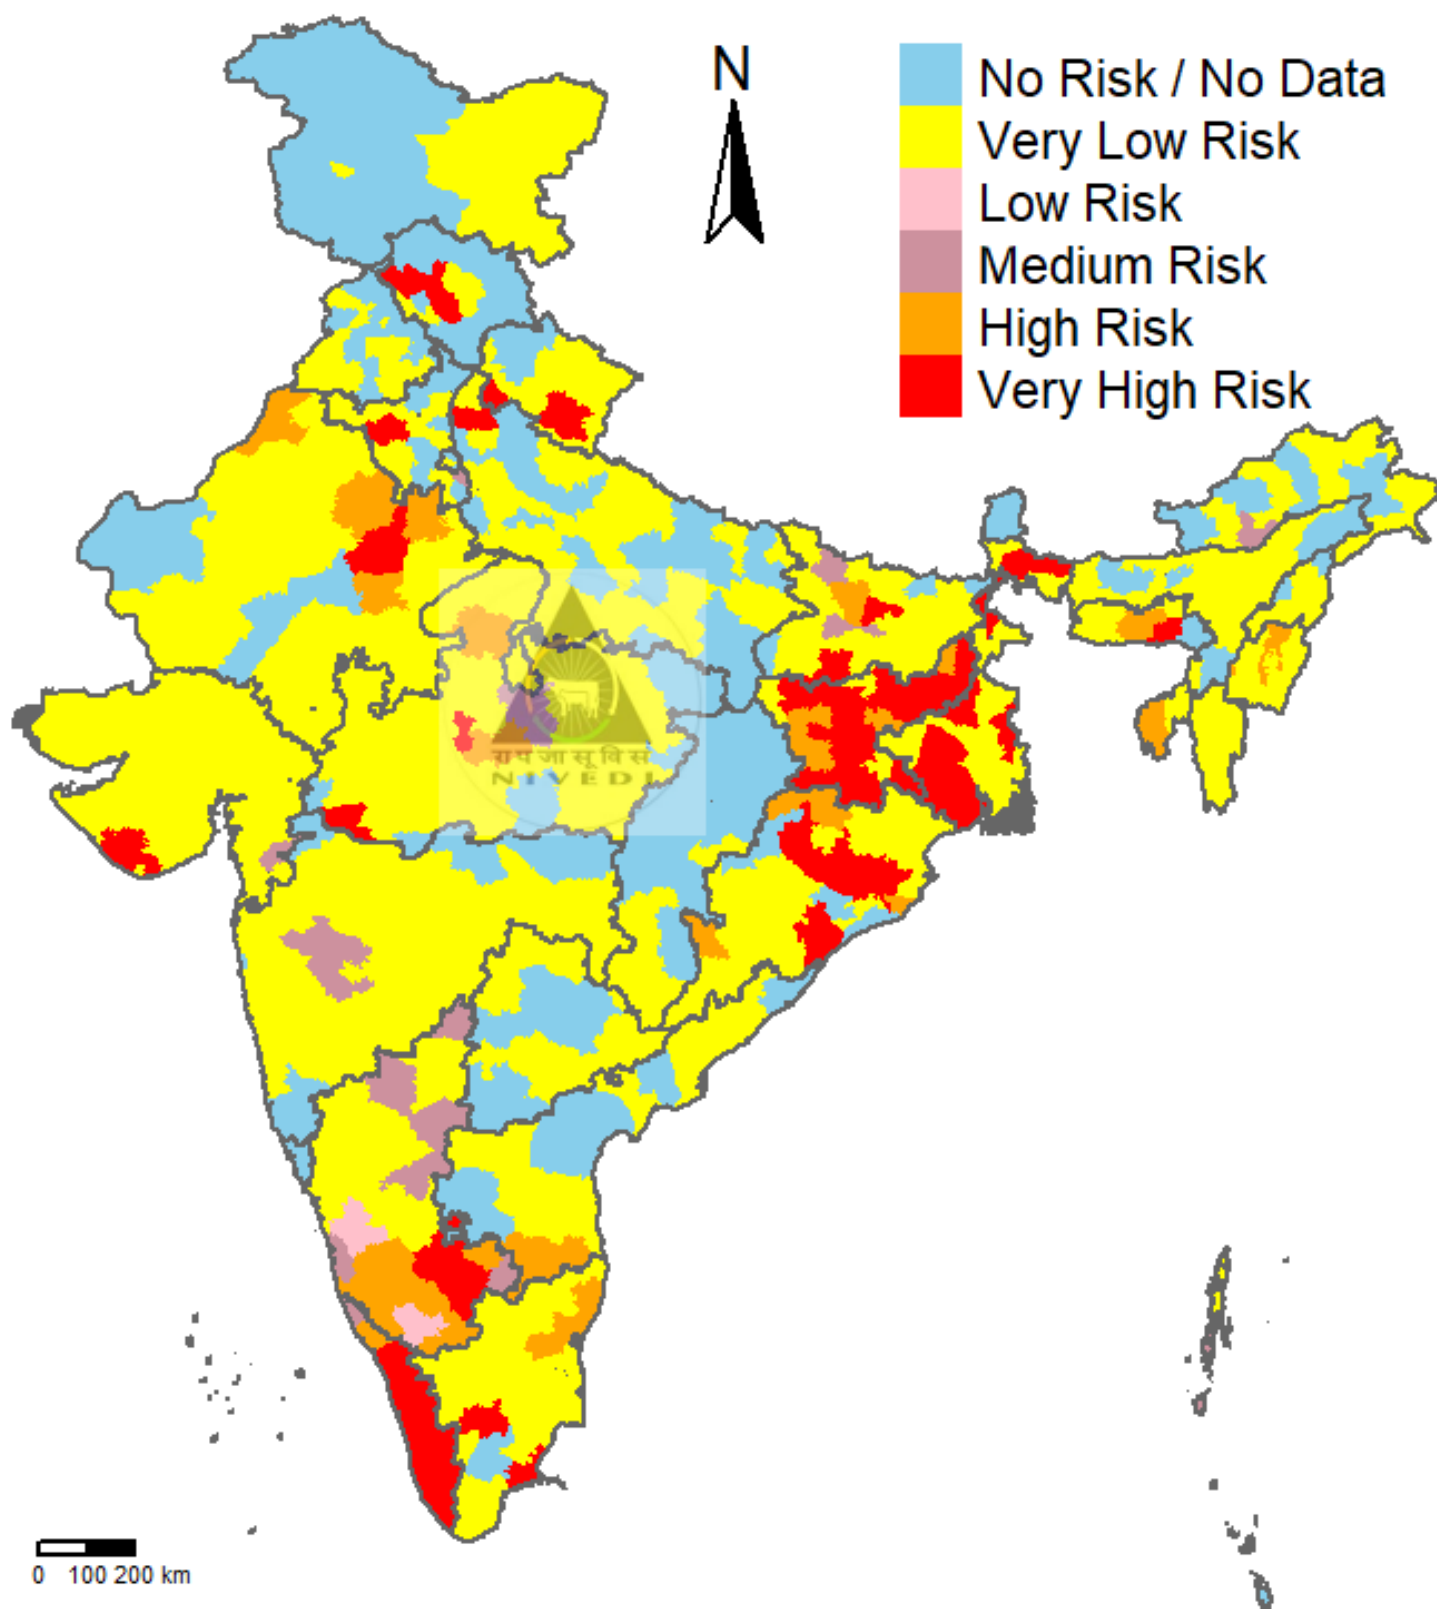 N
No Risk / No Data
Very Low Risk
Low Risk
Medium Risk
High Risk
Very High Risk
रा प जा सू वि सं
NIVEDI
0 100 200 km